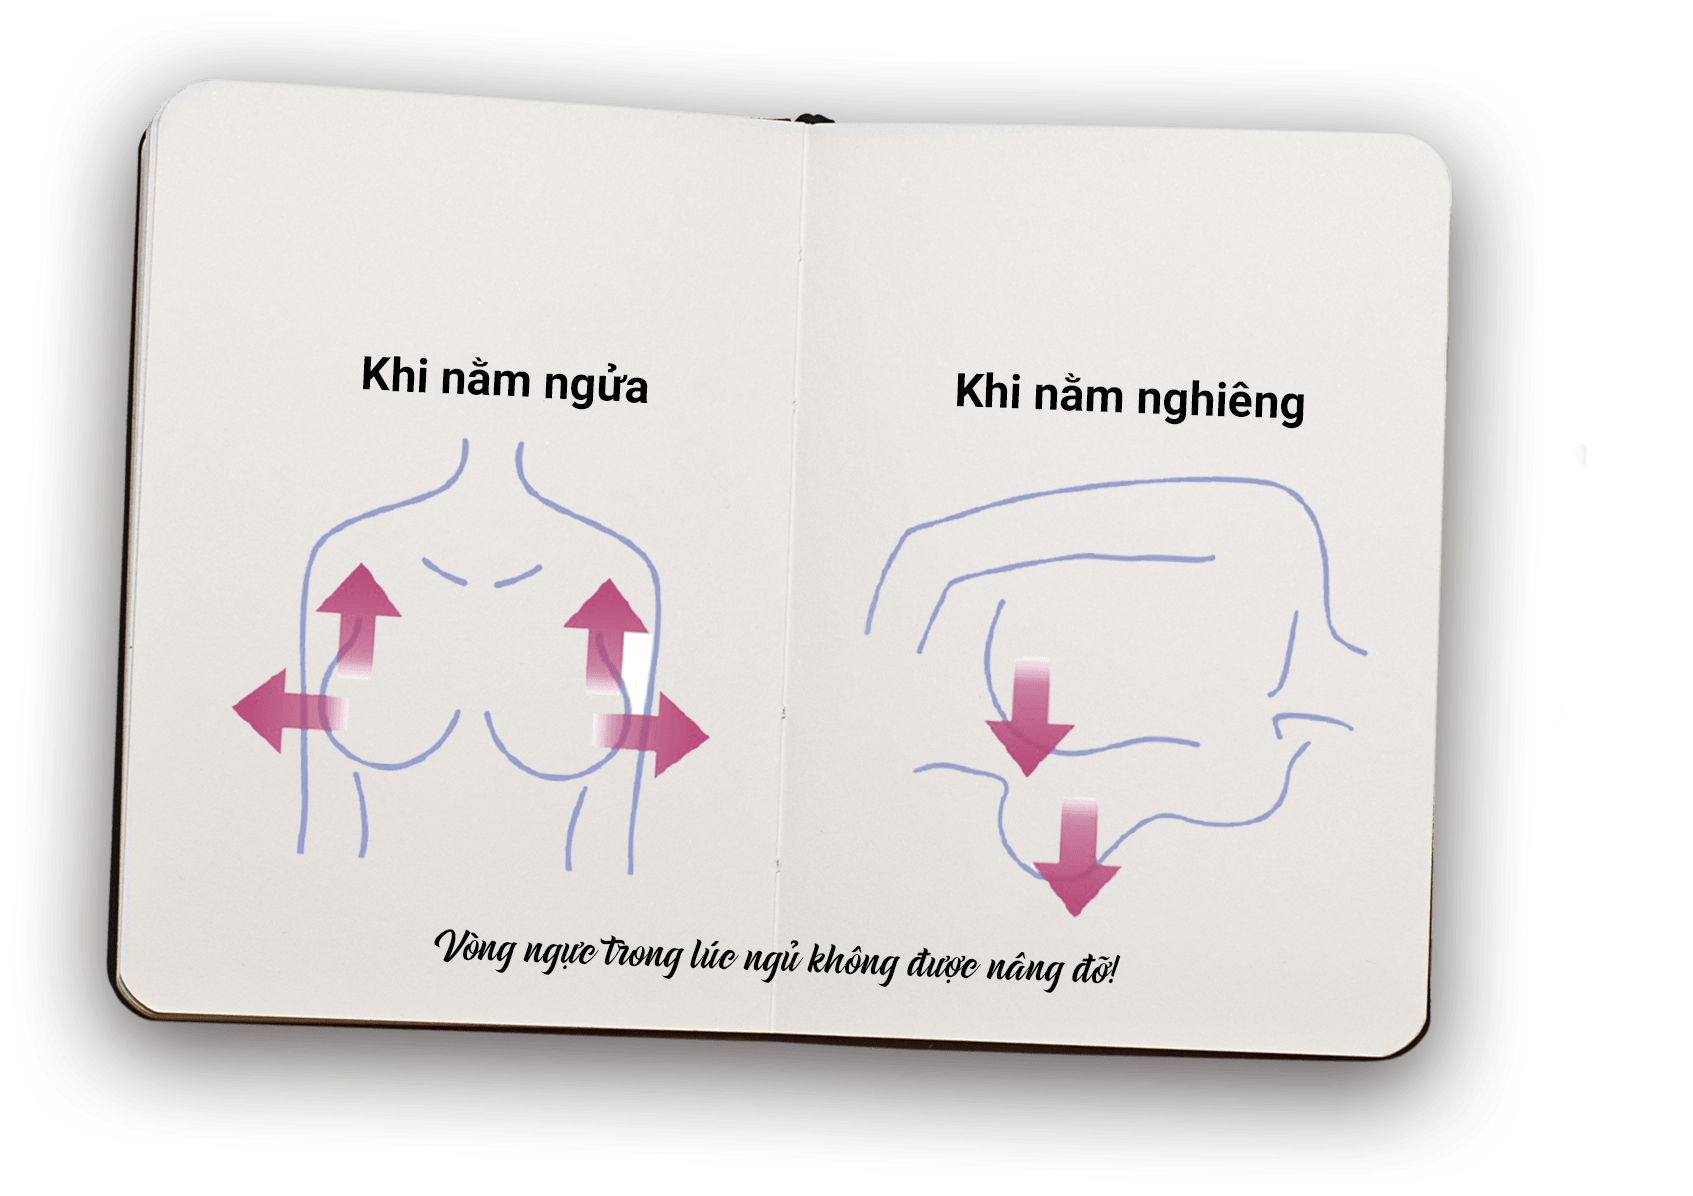 Khi nằm ngửa
Khi nằm nghiêng
Vòng ngực trong lúc ngủ không được nâng đỡ!